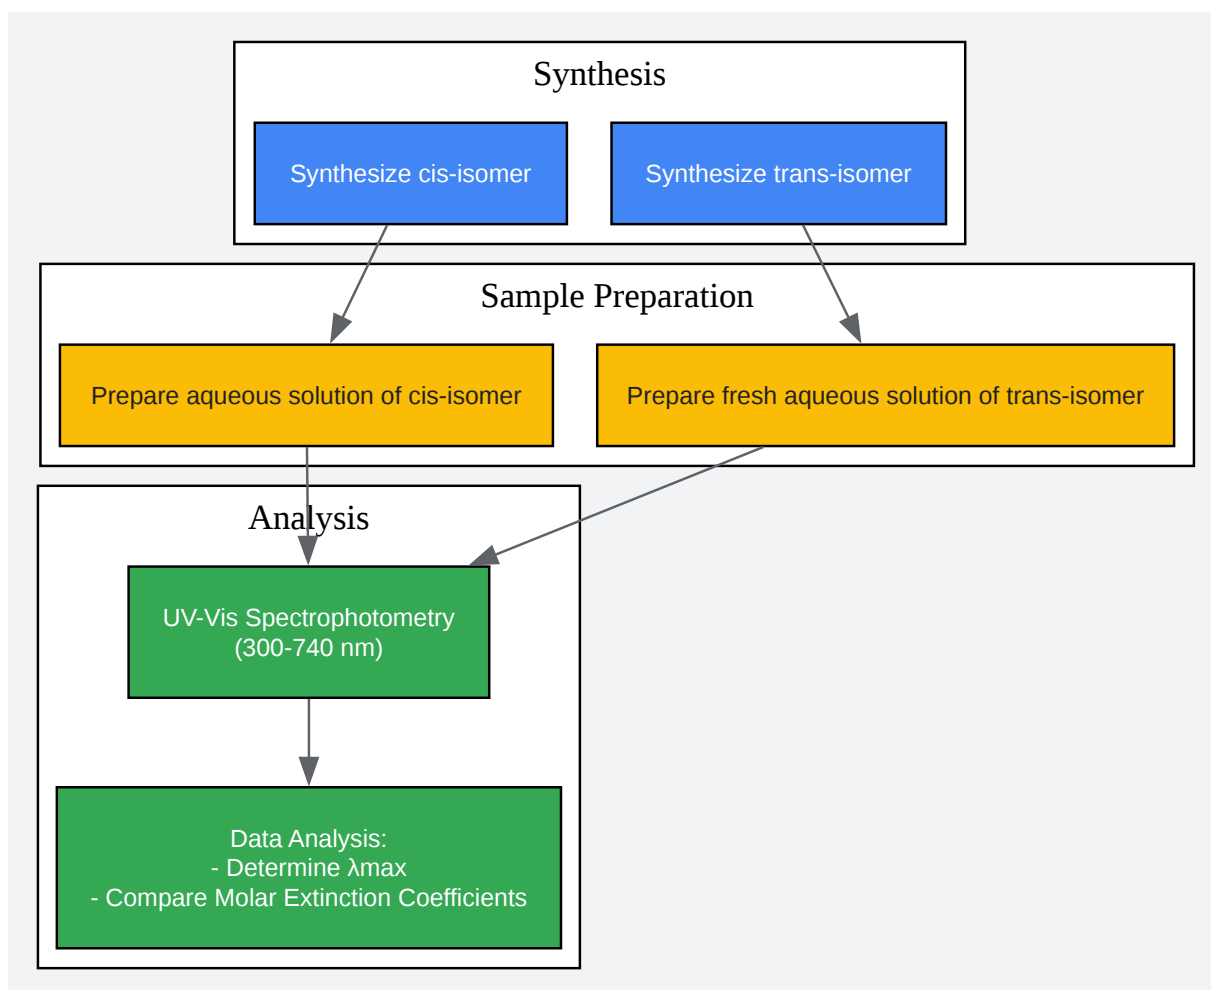 Synthesis
Synthesize cis-isomer
Synthesize trans-isomer
Sample Preparation
Prepare aqueous solution of cis-isomer
Prepare fresh aqueous solution of trans-isomer
Analysis
UV-Vis Spectrophotometry
(300-740 nm)
Data Analysis:
- Determine λmax
- Compare Molar Extinction Coefficients